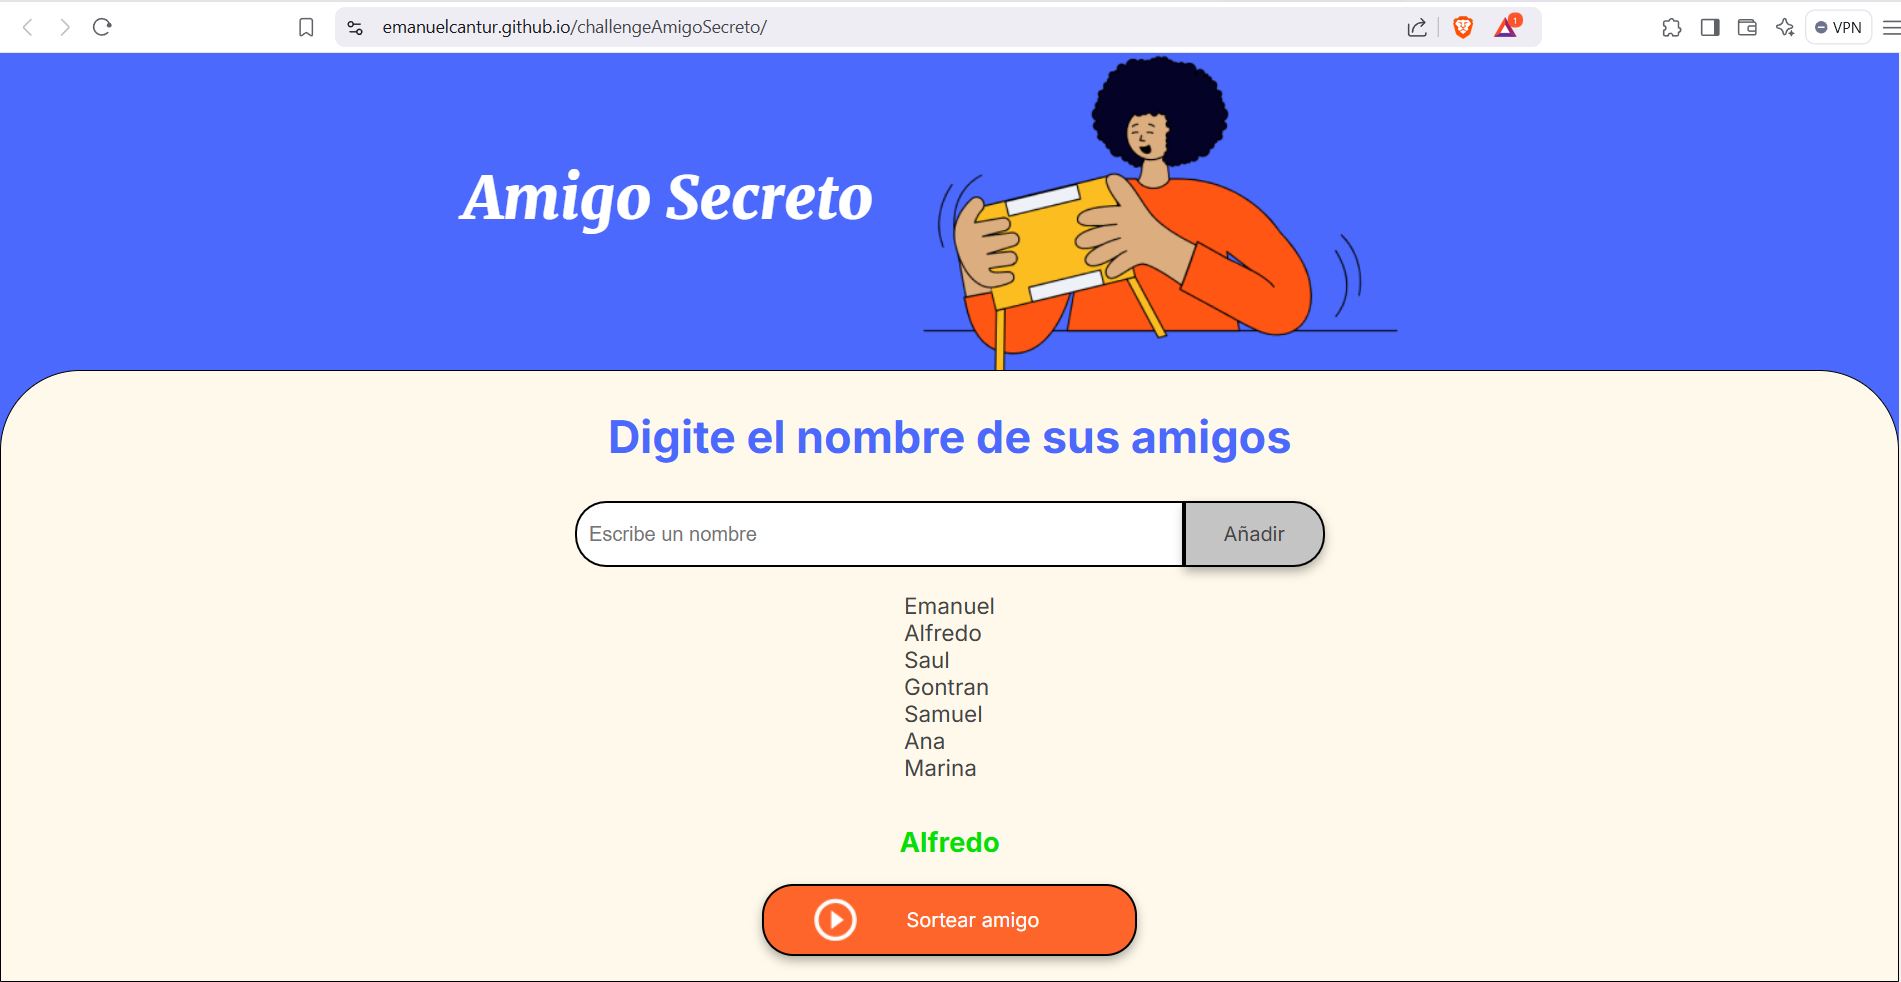 emanuelcantur.github.io/challengeAmigoSecreto/
1
VPN
Amigo Secreto
Digite el nombre de sus amigos
Escribe un nombre
Añadir
Emanuel
Alfredo
Saul
Gontran
Samuel
Ana
Marina
Alfredo
Sortear amigo